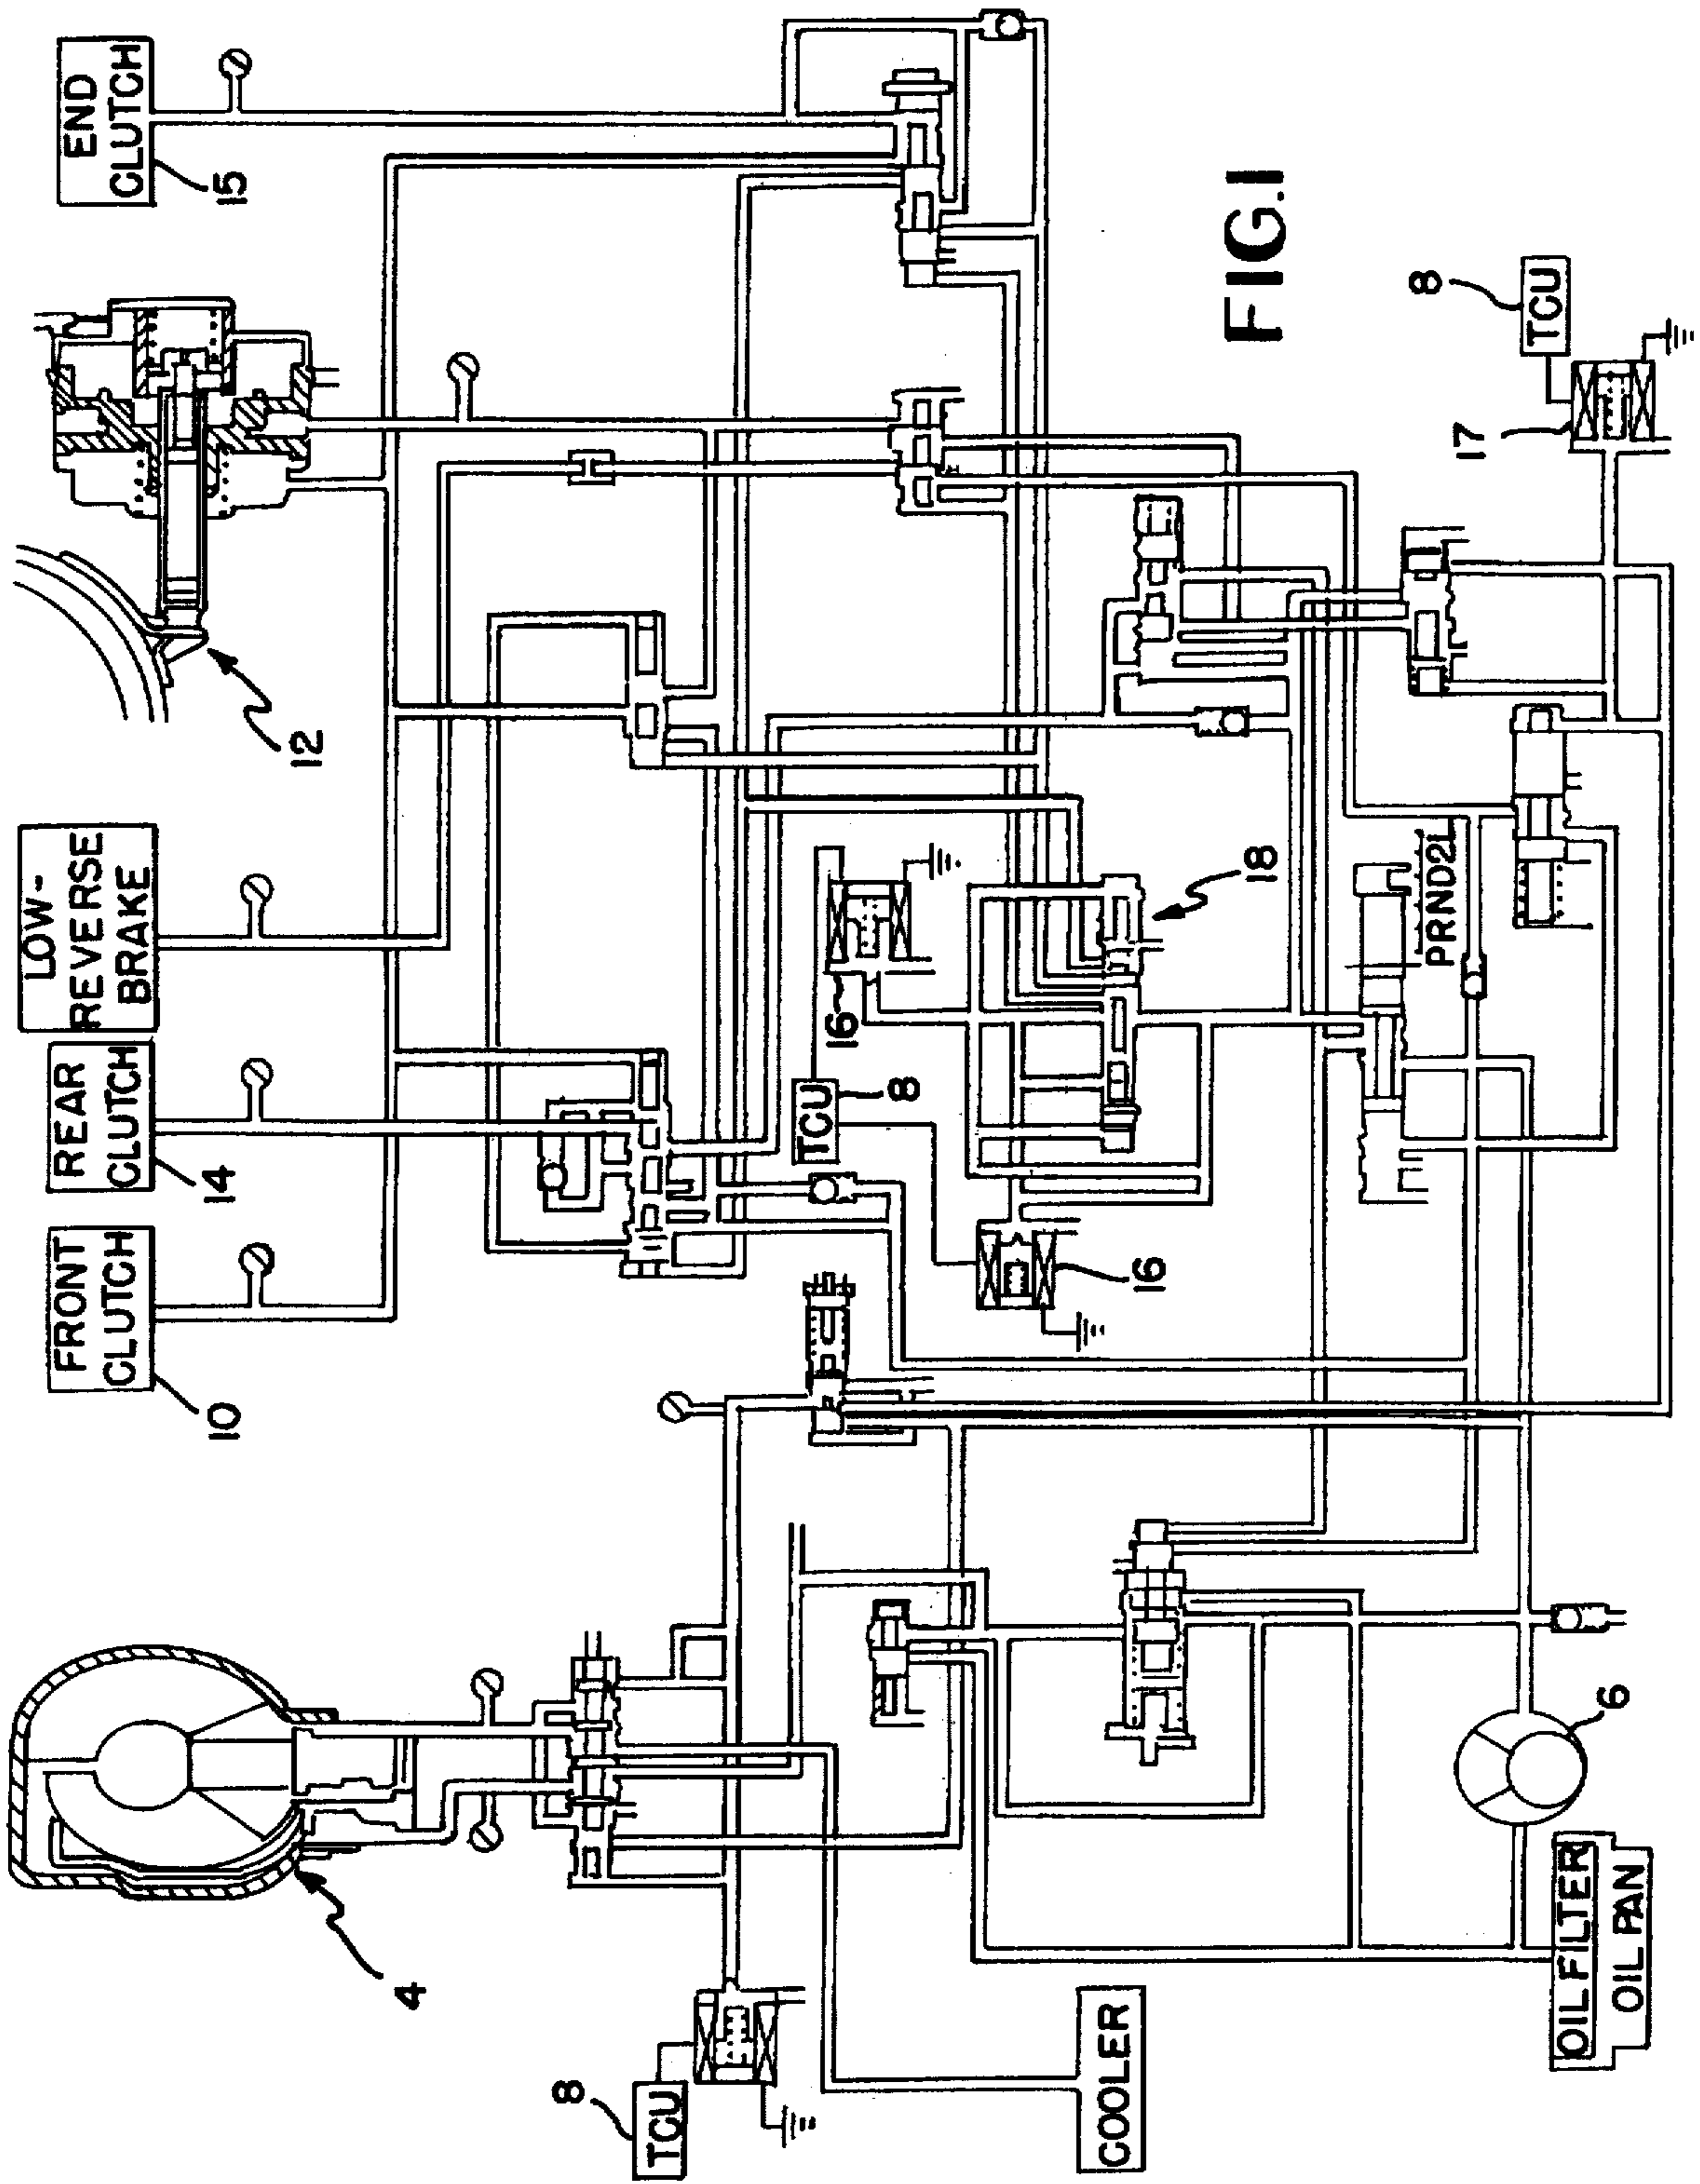 FRONT
CLUTCH
10
REAR
CLUTCH
14
LOW-
REVERSE
BRAKE
12
END
CLUTCH
15
4
8
TCU
COOLER
TCU
8
16
16
18
FIG.1
PRND2L
17
8
TCU
6
OIL FILTER
OIL PAN